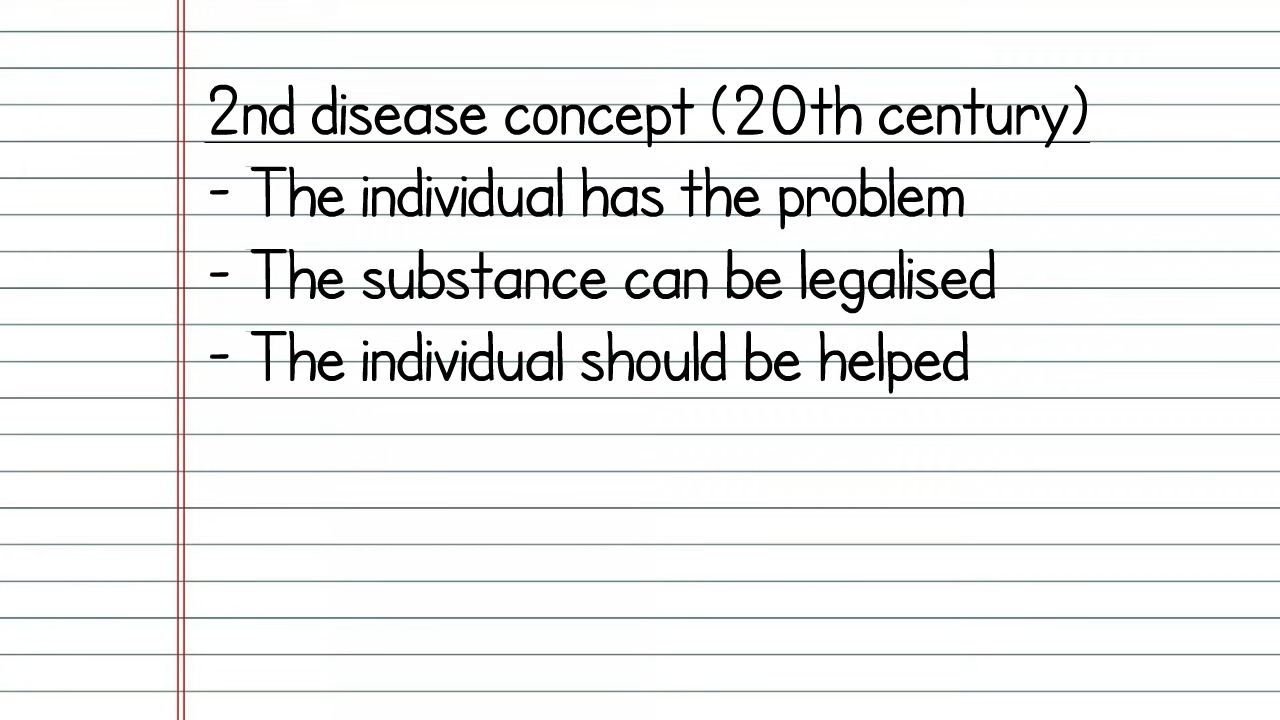 2nd disease concept (20th century)
- The individual has the problem
- The substance can be legalised
- The individual should be helped